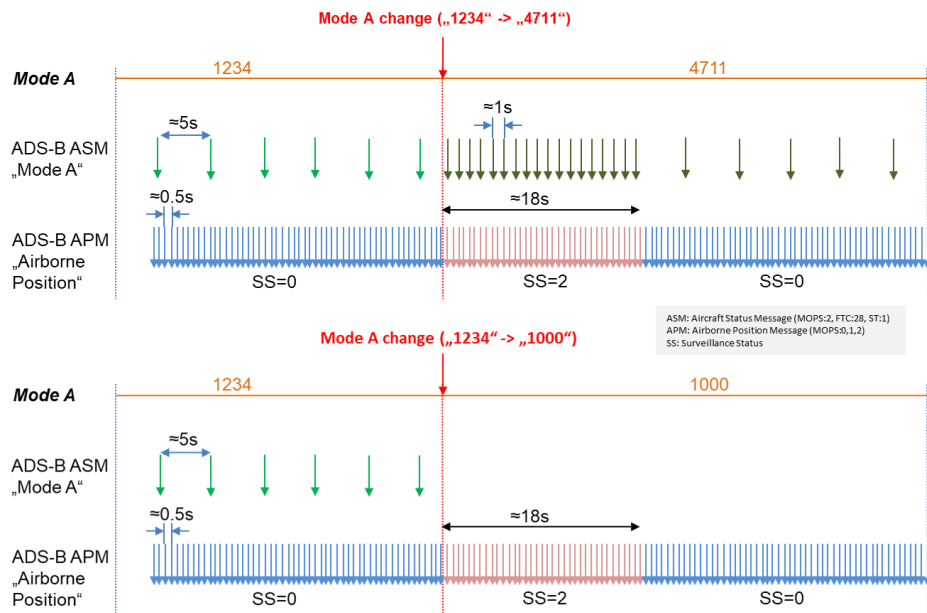 Mode A change („1234“ -> „4711“)
Mode A
1234
4711
≈5s
≈1s
ADS-B ASM
„Mode A“
≈0.5s
≈18s
ADS-B APM
„Airborne
Position“
SS=0
SS=2
SS=0
ASM: Aircraft Status Message (MOPS:2, FTC:28, ST:1)
APM: Airborne Position Message (MOPS:0,1,2)
SS: Surveillance Status
Mode A change („1234“ -> „1000“)
Mode A
1234
1000
≈5s
ADS-B ASM
„Mode A“
≈0.5s
≈18s
ADS-B APM
„Airborne
Position“
SS=0
SS=2
SS=0